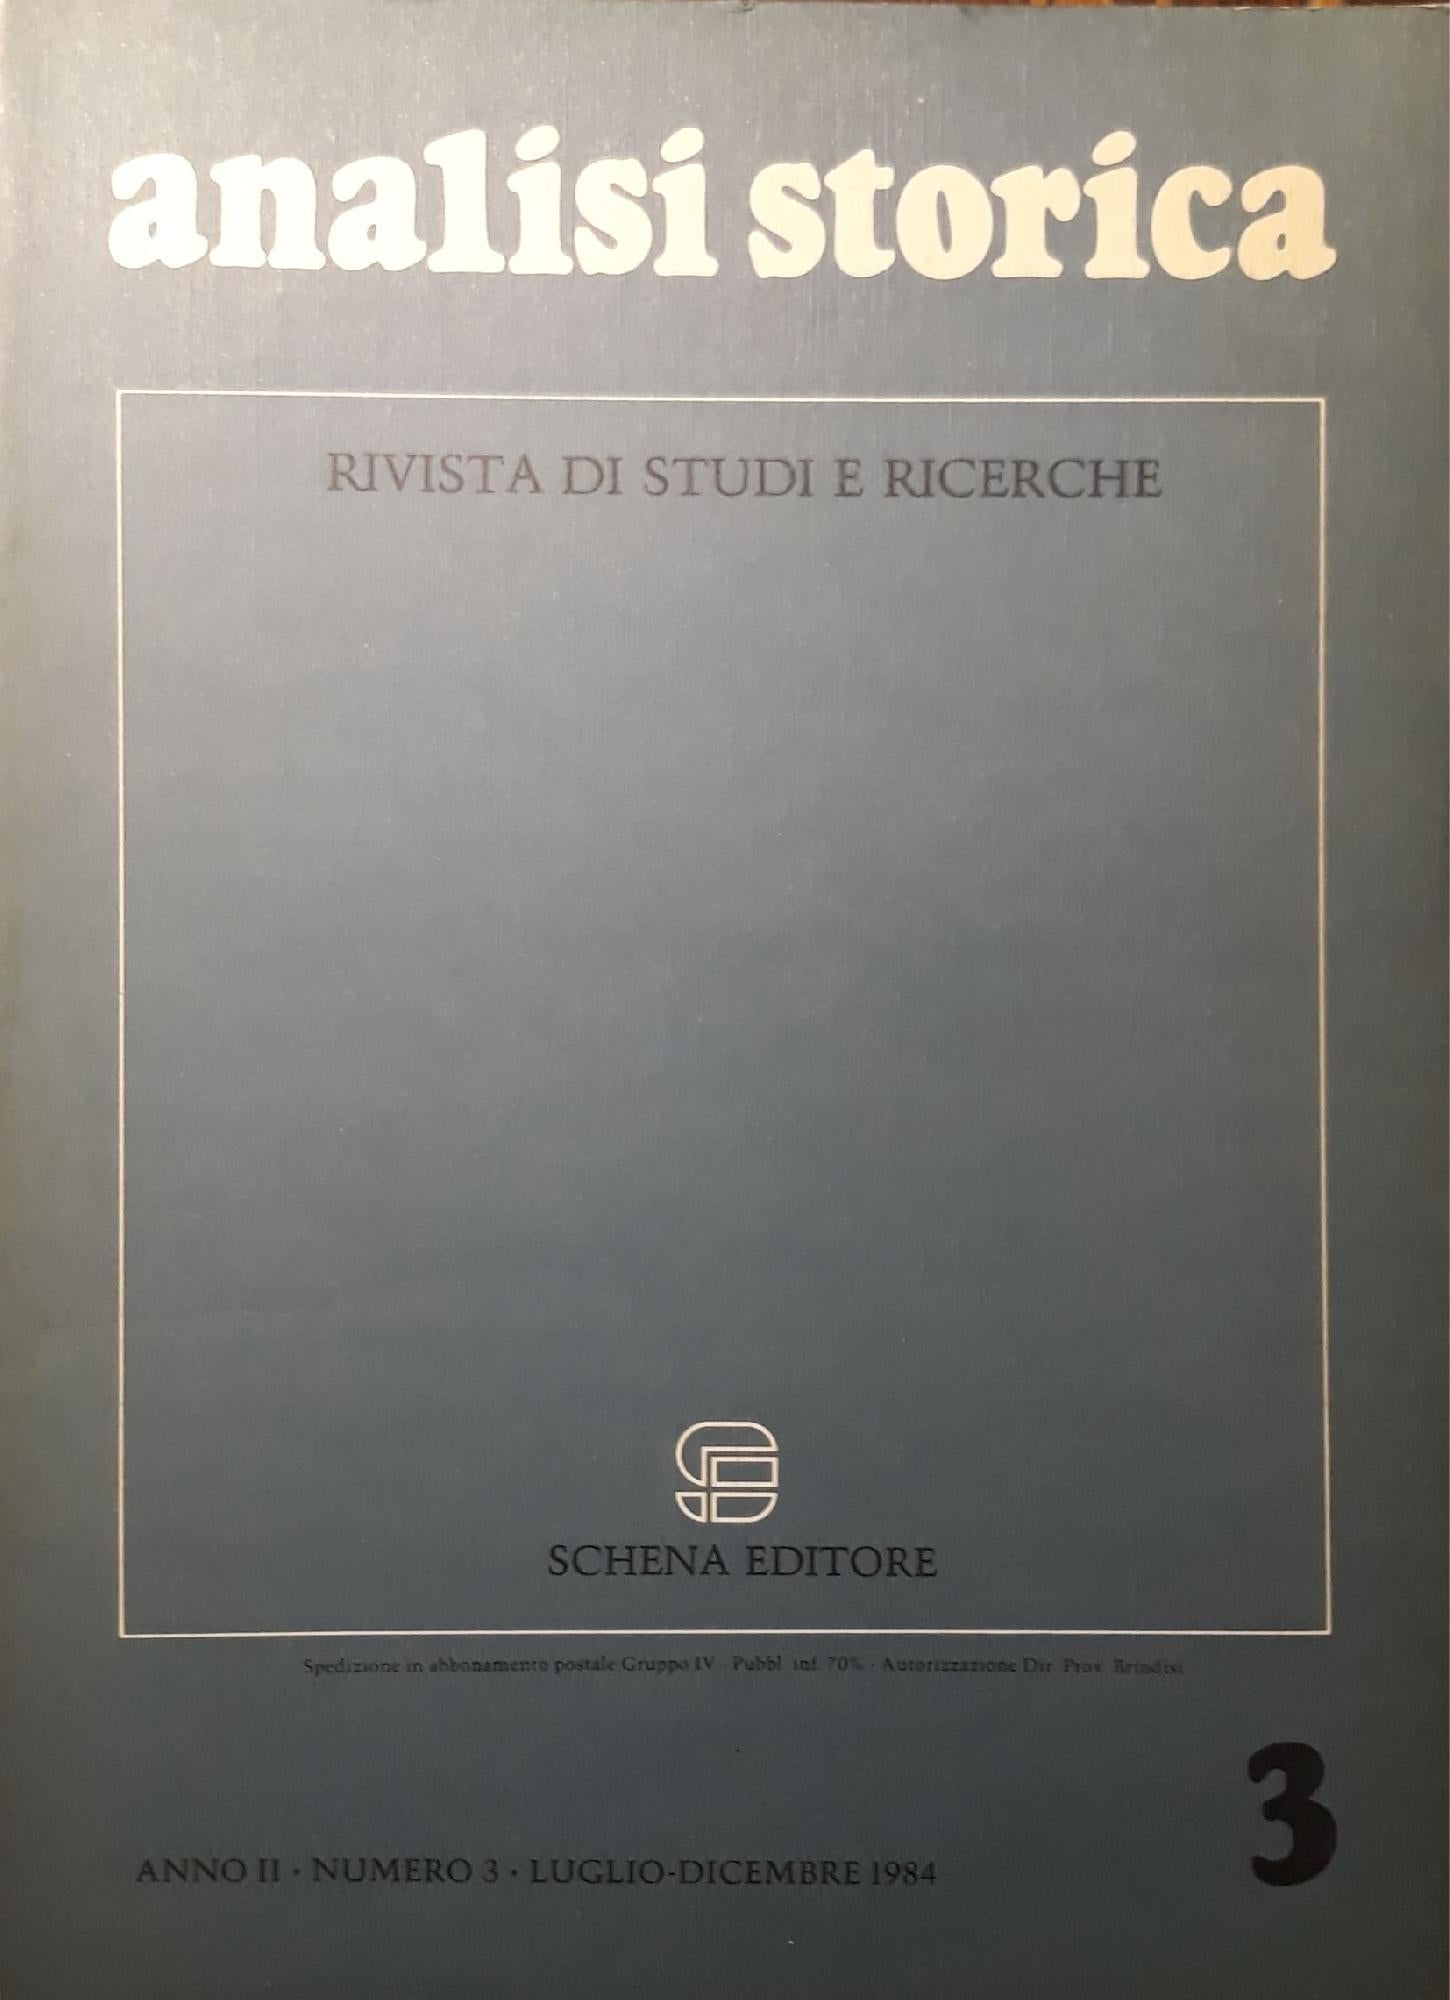 analisi storica
RIVISTA DI STUDI E RICERCHE
SCHENA EDITORE
Spedizione in abbonamento postale Gruppo IV - Pubbl. inf. 70% - Autorizzazione Dir. Prov. Brindisi
3
ANNO II · NUMERO 3 · LUGLIO-DICEMBRE 1984